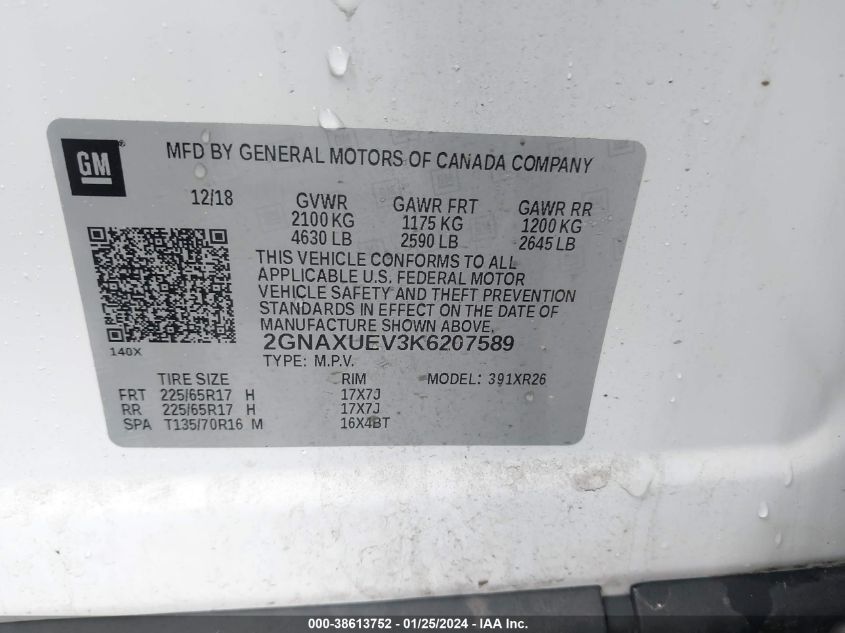 GM
MFD BY GENERAL MOTORS OF CANADA COMPANY
12/18 GVWR GAWR FRT GAWR RR
2100 KG 1175 KG 1200 KG
4630 LB 2590 LB 2645 LB
THIS VEHICLE CONFORMS TO ALL
APPLICABLE U.S. FEDERAL MOTOR
VEHICLE SAFETY AND THEFT PREVENTION
STANDARDS IN EFFECT ON THE DATE OF
MANUFACTURE SHOWN ABOVE.
140X
2GNAXUEV3K6207589
TYPE: M.P.V.
TIRE SIZE RIM MODEL: 391XR26
FRT 225/65R17 H 17X7J
RR 225/65R17 H 17X7J
SPA T135/70R16 M 16X4BT
000-38613752 - 01/25/2024 - IAA Inc.